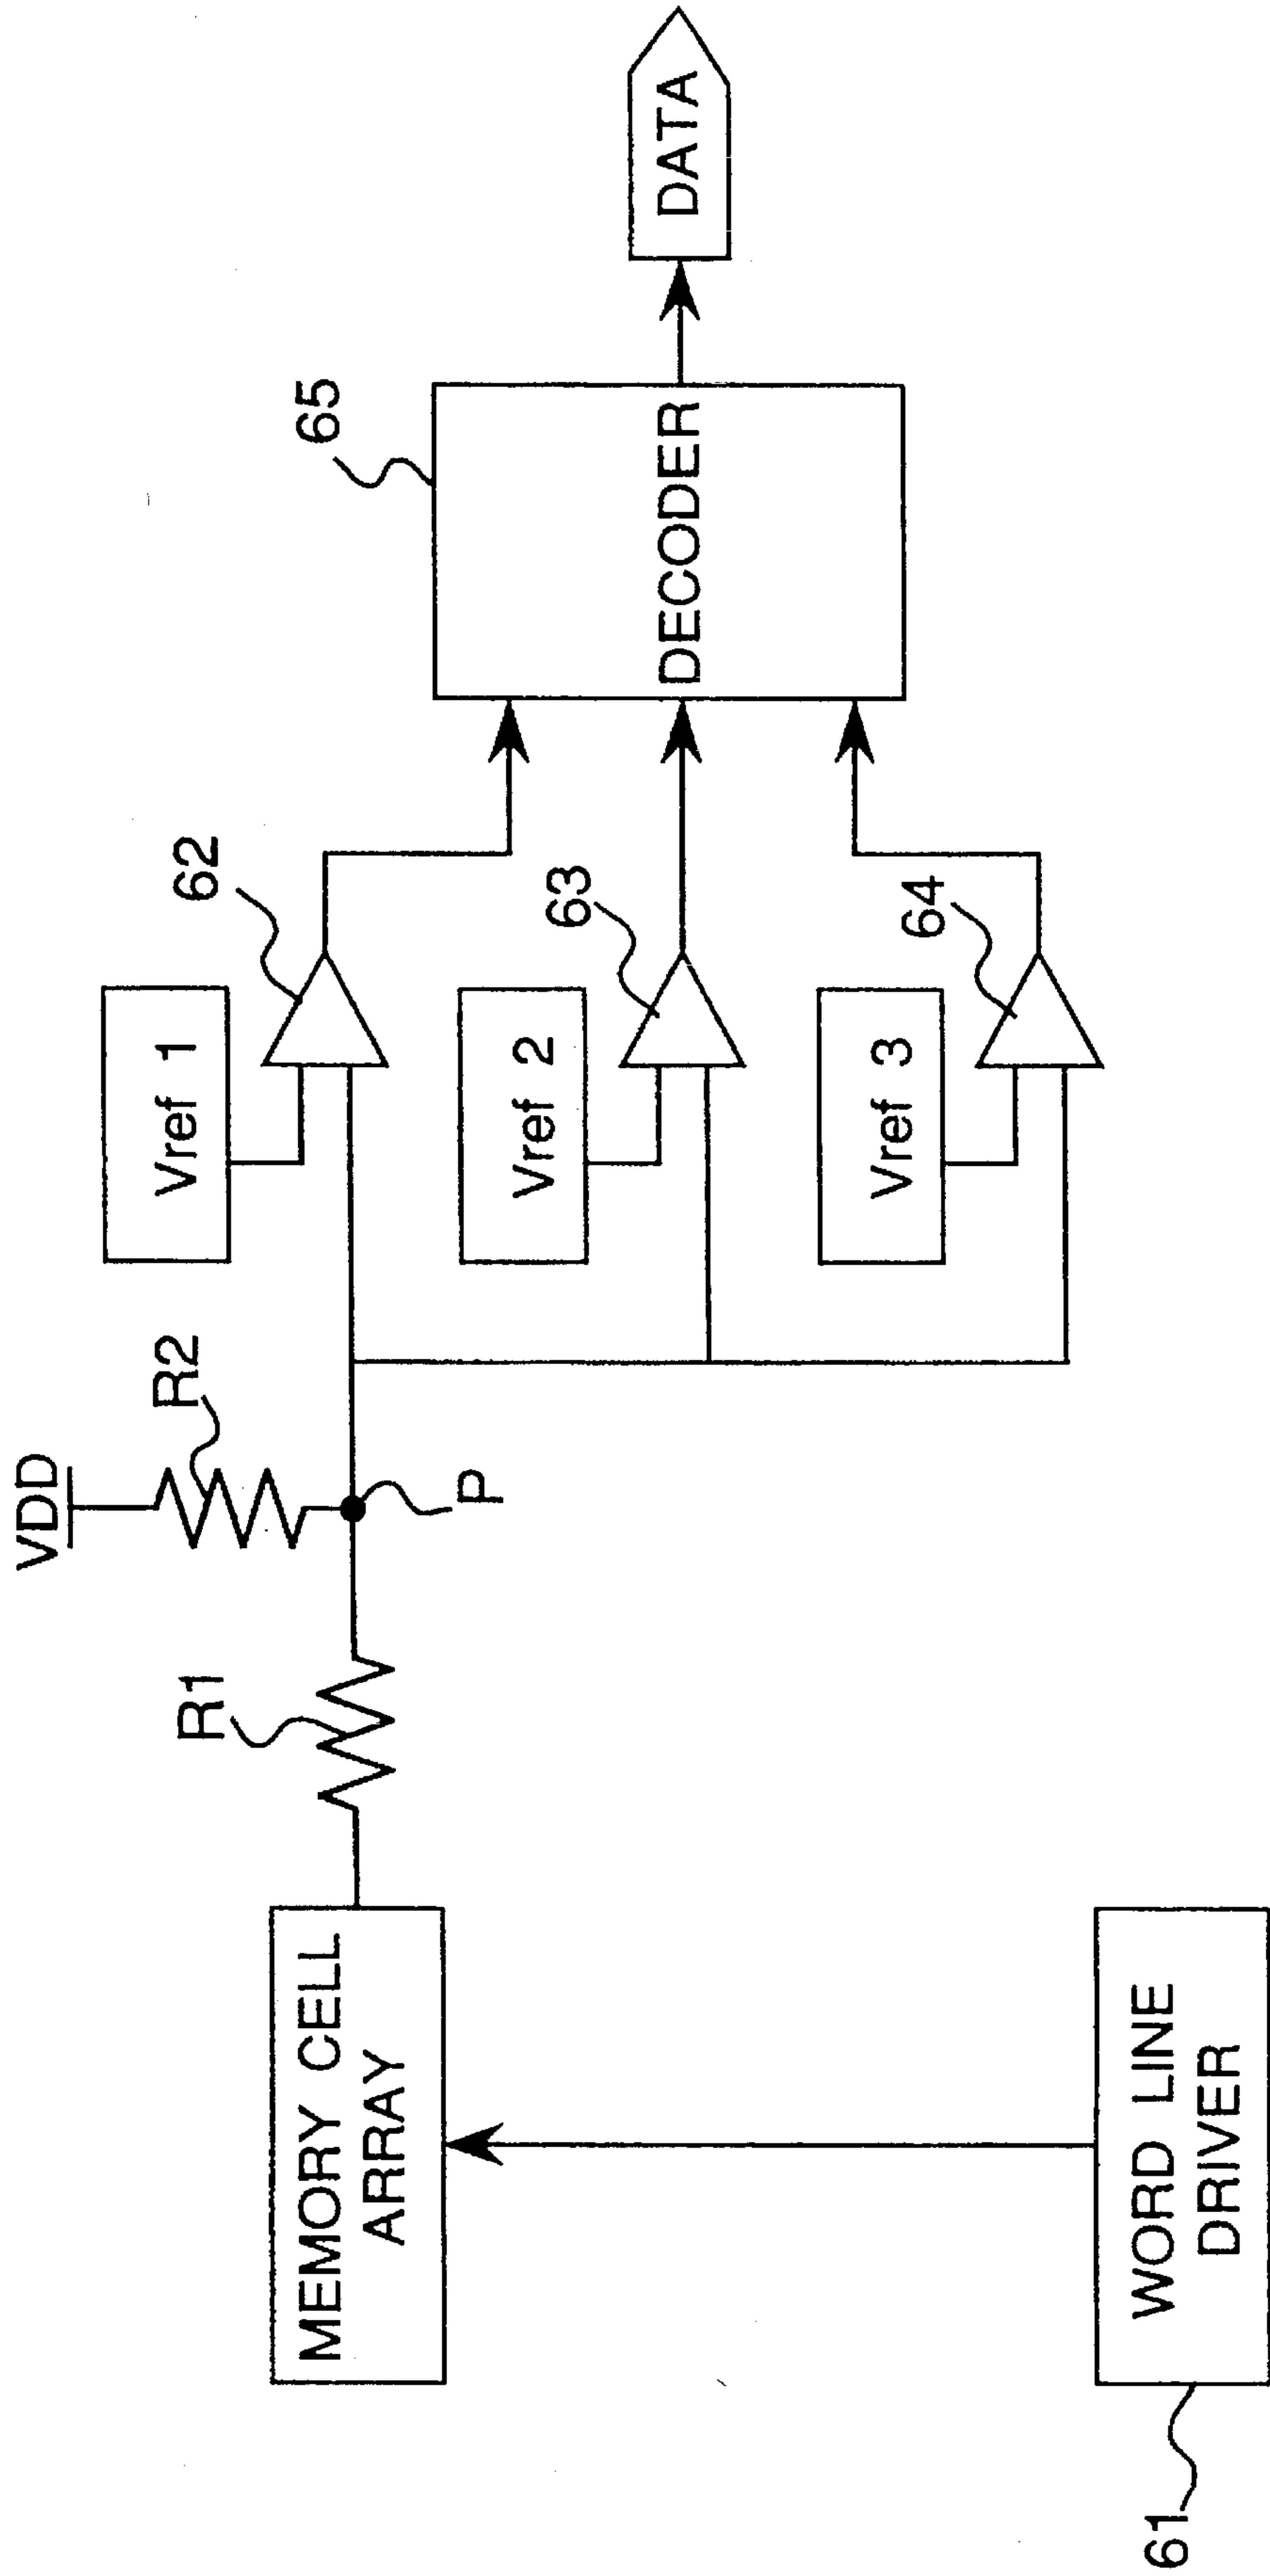 VDD
R2
R1
P
MEMORY CELL
ARRAY
WORD LINE
DRIVER
61
Vref 1
62
Vref 2
63
Vref 3
64
65
DECODER
DATA